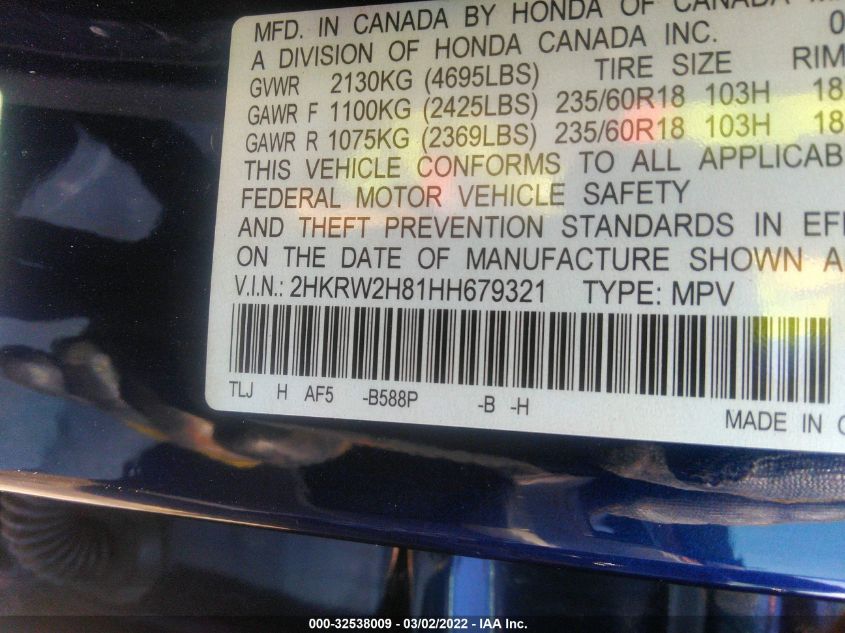 MFD. IN CANADA BY HONDA OF CANADA
A DIVISION OF HONDA CANADA INC. 0
GVWR 2130KG (4695LBS) TIRE SIZE RIM
GAWR F 1100KG (2425LBS) 235/60R18 103H 18
GAWR R 1075KG (2369LBS) 235/60R18 103H 18
THIS VEHICLE CONFORMS TO ALL APPLICAB
FEDERAL MOTOR VEHICLE SAFETY
AND THEFT PREVENTION STANDARDS IN EFF
ON THE DATE OF MANUFACTURE SHOWN A
V.I.N.: 2HKRW2H81HH679321 TYPE: MPV
TLJ H AF5 -B588P -B -H
MADE IN C
000-32538009 - 03/02/2022 - IAA Inc.